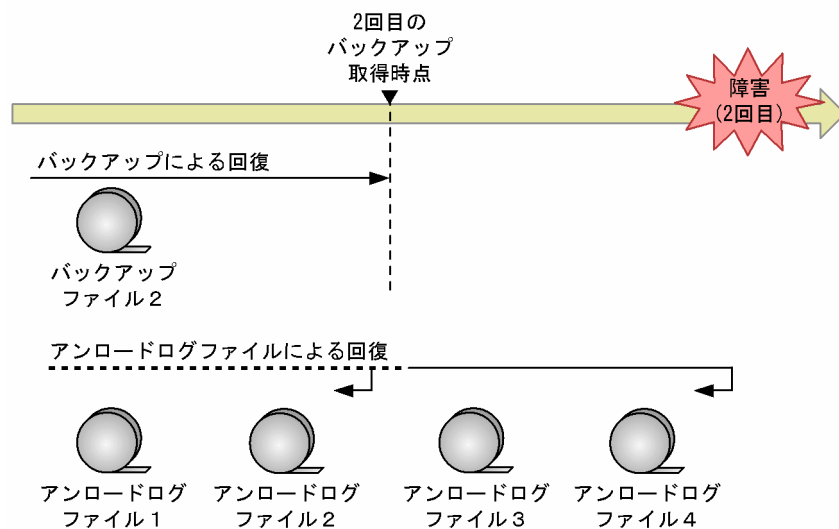 2回目の
バックアップ
取得時点
障害
(2回目)
バックアップによる回復
バックアップ
ファイル2
アンロードログファイルによる回復
アンロードログ
ファイル1
アンロードログ
ファイル2
アンロードログ
ファイル3
アンロードログ
ファイル4